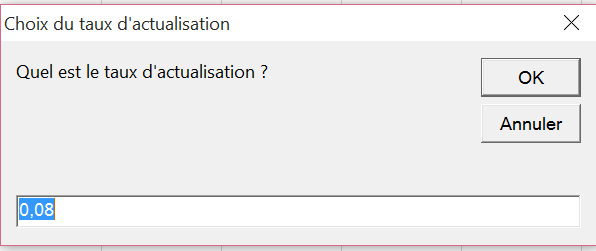 Choix du taux d'actualisation
Quel est le taux d'actualisation ?
OK
Annuler
0,08